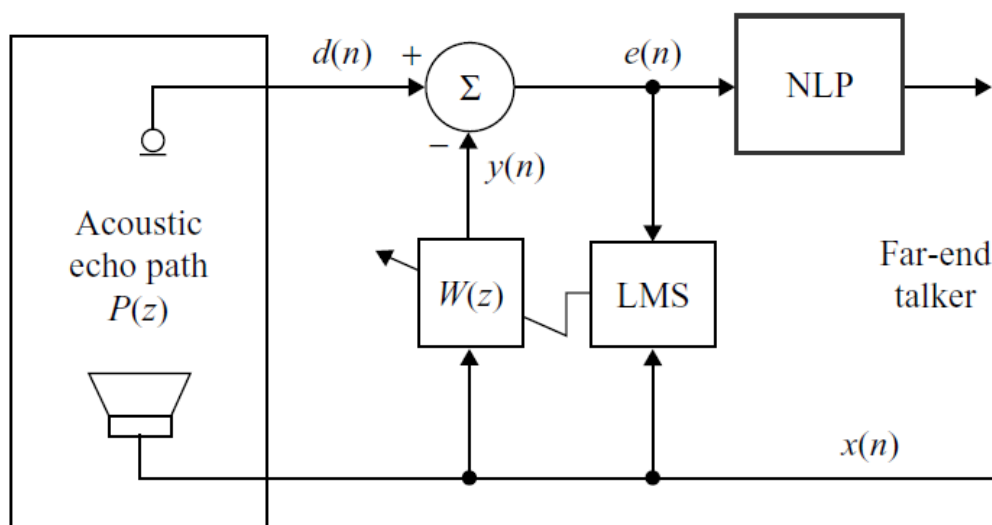 d(n)
+
Σ
e(n)
NLP
−
y(n)
Acoustic
echo path
P(z)
W(z)
LMS
Far-end
talker
x(n)